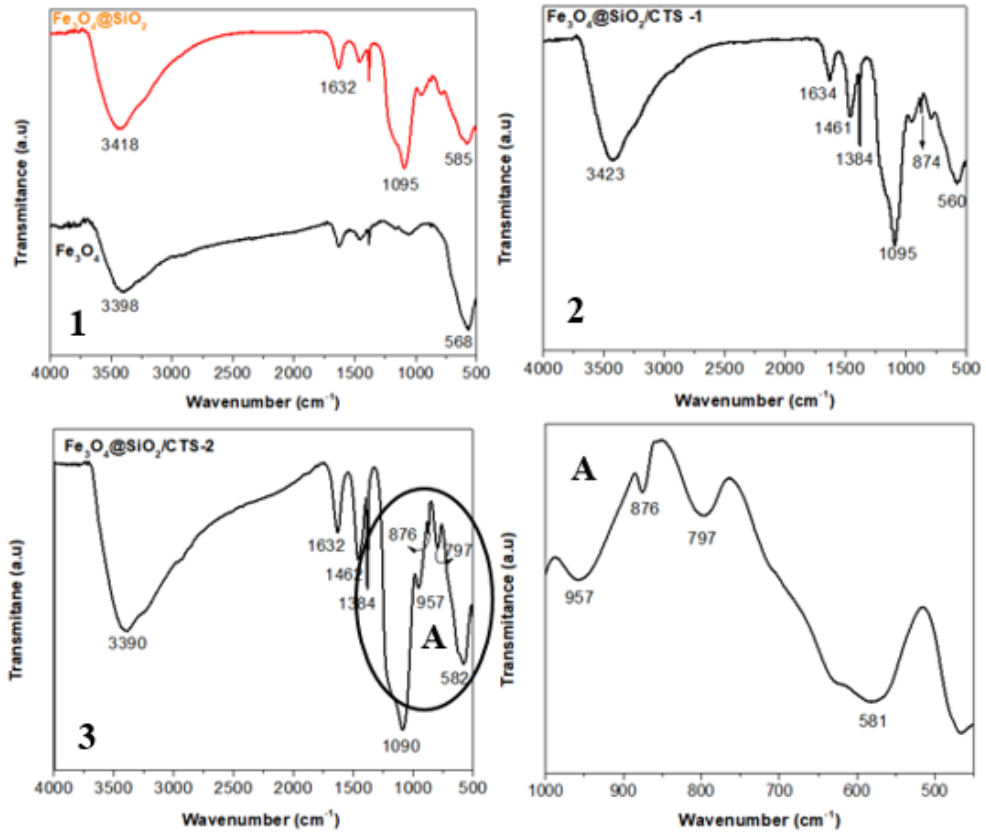 Fe₃O₄@SiO₂
1632
3418
1095
585
Fe₃O₄
3398
568
1
4000 3500 3000 2500 2000 1500 1000 500
Wavenumber (cm⁻¹)
Transmitance (a.u)
Fe₃O₄@SiO₂/CTS -1
1634
1461
1384
874
3423
560
1095
2
4000 3500 3000 2500 2000 1500 1000 500
Wavenumber (cm⁻¹)
Transmitance (a.u)
Fe₃O₄@SiO₂/CTS-2
876
797
1632
1462
1384
957
A
3390
582
1090
3
4000 3500 3000 2500 2000 1500 1000 500
Wavenumber (cm⁻¹)
Transmitane (a.u)
A
876
797
957
581
1000 900 800 700 600 500
Wavenumber (cm⁻¹)
Transmitance (a.u)